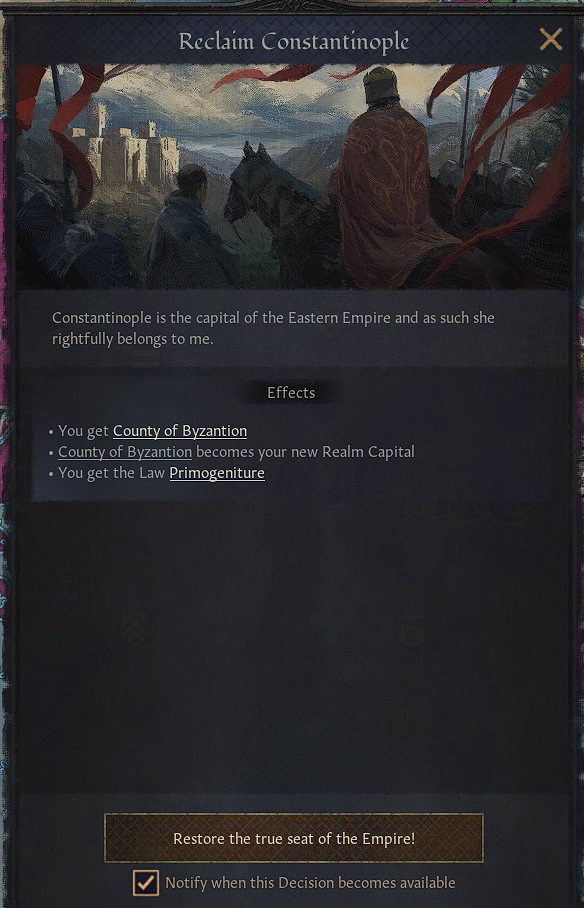 Reclaim Constantinople
Constantinople is the capital of the Eastern Empire and as such she
rightfully belongs to me.
Effects
• You get County of Byzantion
• County of Byzantion becomes your new Realm Capital
• You get the Law Primogeniture
Restore the true seat of the Empire!
Notify when this Decision becomes available